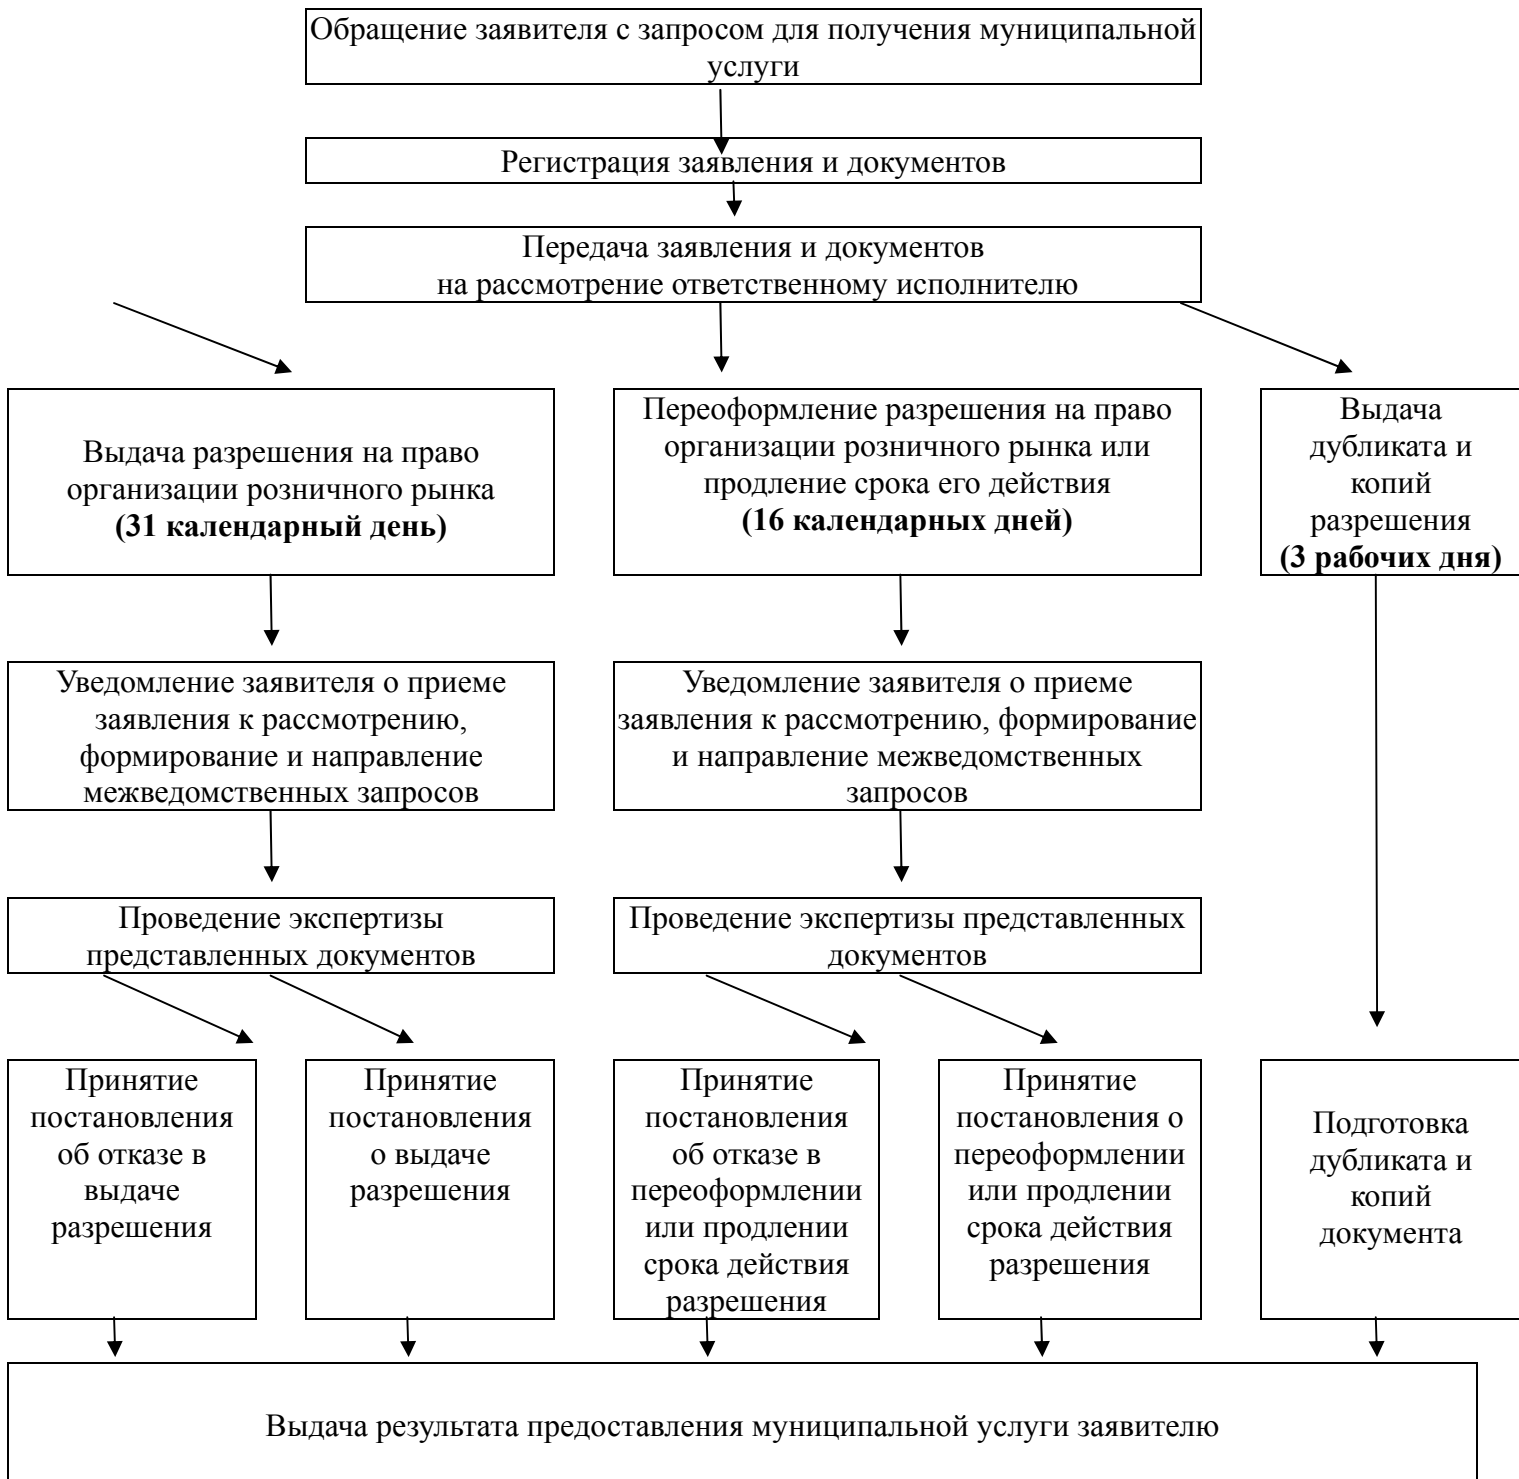 Обращение заявителя с запросом для получения муниципальной
услуги
Регистрация заявления и документов
Передача заявления и документов
на рассмотрение ответственному исполнителю
Выдача разрешения на право
организации розничного рынка
(31 календарный день)
Переоформление разрешения на право
организации розничного рынка или
продление срока его действия
(16 календарных дней)
Выдача
дубликата и
копий
разрешения
(3 рабочих дня)
Уведомление заявителя о приеме
заявления к рассмотрению,
формирование и направление
межведомственных запросов
Уведомление заявителя о приеме
заявления к рассмотрению, формирование
и направление межведомственных
запросов
Проведение экспертизы
представленных документов
Проведение экспертизы представленных
документов
Принятие
постановления
об отказе в
выдаче
разрешения
Принятие
постановления
о выдаче
разрешения
Принятие
постановления
об отказе в
переоформлении
или продлении
срока действия
разрешения
Принятие
постановления о
переоформлении
или продлении
срока действия
разрешения
Подготовка
дубликата и
копий
документа
Выдача результата предоставления муниципальной услуги заявителю